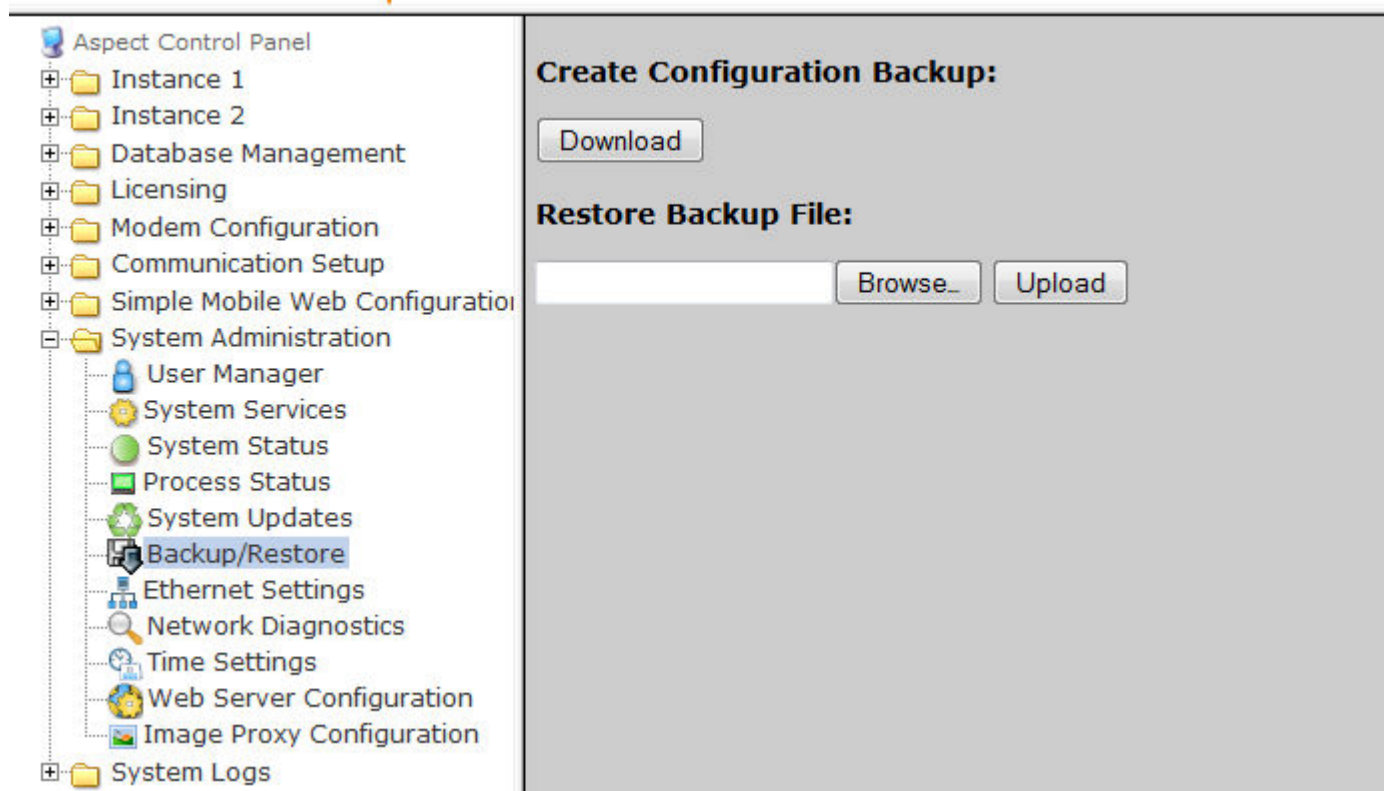 Aspect Control Panel
Instance 1
Instance 2
Database Management
Licensing
Modem Configuration
Communication Setup
Simple Mobile Web Configuration
System Administration
User Manager
System Services
System Status
Process Status
System Updates
Backup/Restore
Ethernet Settings
Network Diagnostics
Time Settings
Web Server Configuration
Image Proxy Configuration
System Logs
Create Configuration Backup:
Download
Restore Backup File:
Browse… Upload